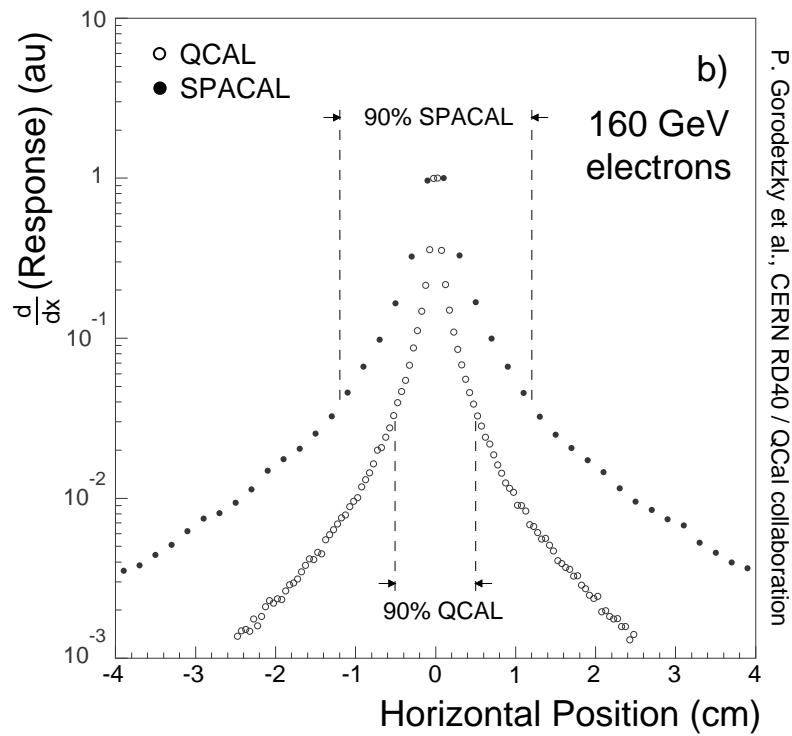 10
1
10-1
10-2
10-3
d
dx
(Response) (au)
QCAL
SPACAL
b)
90% SPACAL
160 GeV
electrons
90% QCAL
-4 -3 -2 -1 0 1 2 3 4
Horizontal Position (cm)
P. Gorodetzky et al., CERN RD40 / QCal collaboration